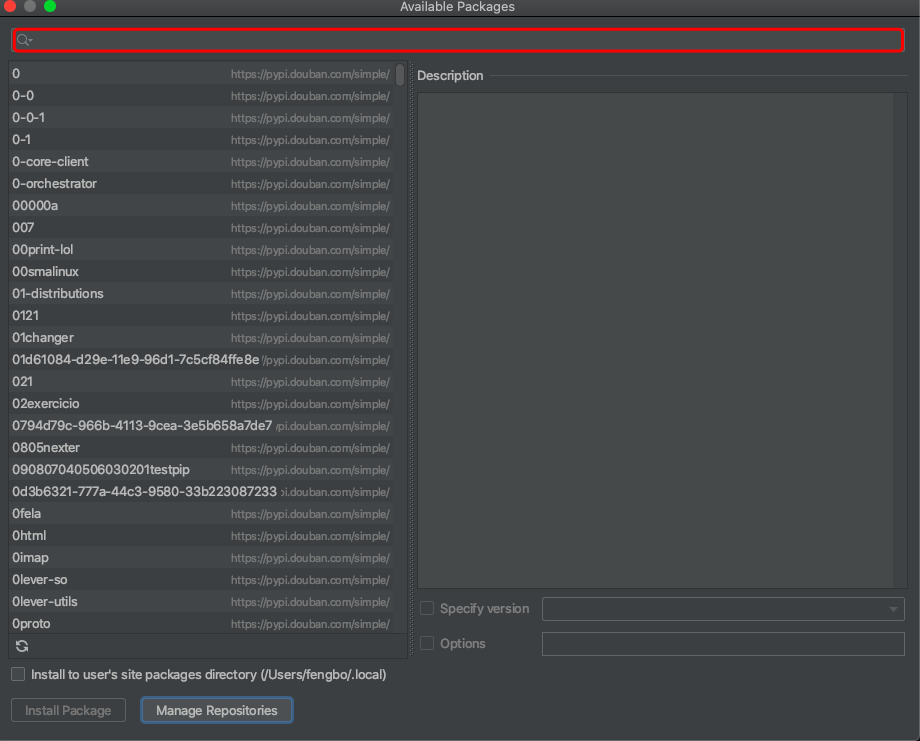 Available Packages
0 https://pypi.douban.com/simple/
0-0 https://pypi.douban.com/simple/
0-0-1 https://pypi.douban.com/simple/
0-1 https://pypi.douban.com/simple/
0-core-client https://pypi.douban.com/simple/
0-orchestrator https://pypi.douban.com/simple/
00000a https://pypi.douban.com/simple/
007 https://pypi.douban.com/simple/
00print-lol https://pypi.douban.com/simple/
00smalinux https://pypi.douban.com/simple/
01-distributions https://pypi.douban.com/simple/
0121 https://pypi.douban.com/simple/
01changer https://pypi.douban.com/simple/
01d61084-d29e-11e9-96d1-7c5cf84ffe8e /pypi.douban.com/simple/
021 https://pypi.douban.com/simple/
02exercicio https://pypi.douban.com/simple/
0794d79c-966b-4113-9cea-3e5b658a7de7 pi.douban.com/simple/
0805nexter https://pypi.douban.com/simple/
090807040506030201testpip https://pypi.douban.com/simple/
0d3b6321-777a-44c3-9580-33b223087233 i.douban.com/simple/
0fela https://pypi.douban.com/simple/
0html https://pypi.douban.com/simple/
0imap https://pypi.douban.com/simple/
0lever-so https://pypi.douban.com/simple/
0lever-utils https://pypi.douban.com/simple/
0proto https://pypi.douban.com/simple/
Description
Specify version
Options
Install to user's site packages directory (/Users/fengbo/.local)
Install Package
Manage Repositories